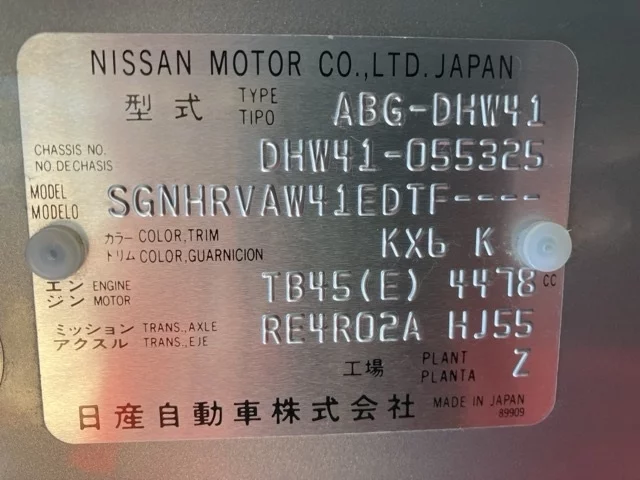 NISSAN MOTOR CO.,LTD. JAPAN
型式 TYPE TIPO ABG-DHW41
CHASSIS NO. NO.DE CHASIS DHW41-055325
MODEL MODELO SGNHRVAW41EDTF----
カラー COLOR,TRIM トリム COLOR,GUARNICION KX6 K
エンジン ENGINE MOTOR TB45(E) 4478 CC
ミッション TRANS.,AXLE アクスル TRANS.,EJE RE4R02A HJ55
工場 PLANT PLANTA Z
日産自動車株式会社 MADE IN JAPAN
89909